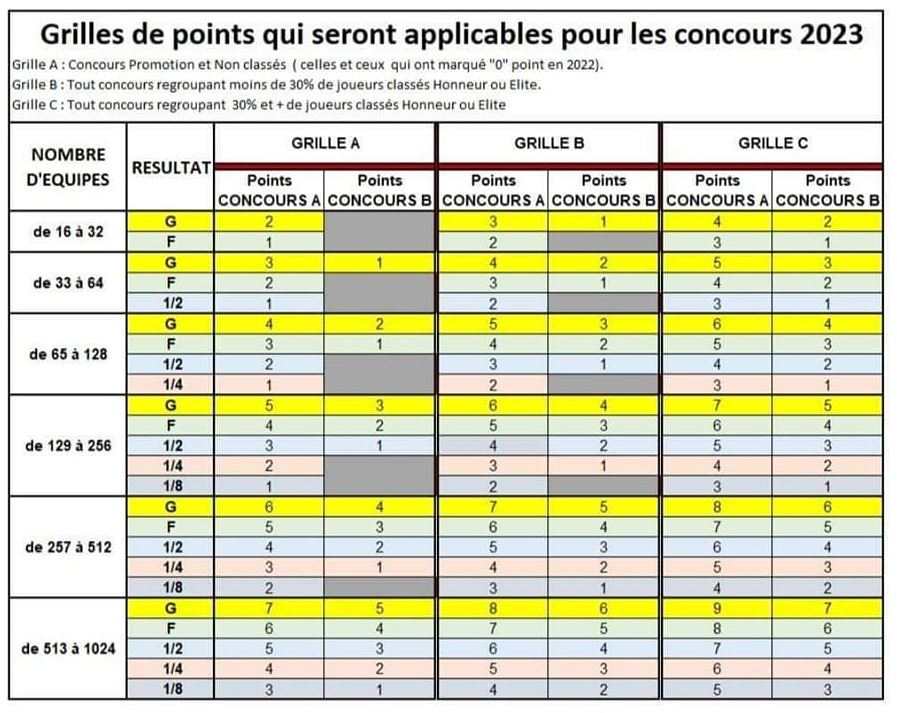 Grilles de points qui seront applicables pour les concours 2023
Grille A : Concours Promotion et Non classés ( celles et ceux qui ont marqué "0" point en 2022).
Grille B : Tout concours regroupant moins de 30% de joueurs classés Honneur ou Elite.
Grille C : Tout concours regroupant 30% et + de joueurs classés Honneur ou Elite
NOMBRE D'EQUIPES RESULTAT GRILLE A GRILLE B GRILLE C
Points CONCOURS A Points CONCOURS B Points CONCOURS A Points CONCOURS B Points CONCOURS A Points CONCOURS B
de 16 à 32
G 2 3 1 4 2
F 1 2 3 1
de 33 à 64
G 3 1 4 2 5 3
F 2 3 1 4 2
1/2 1 2 3 1
de 65 à 128
G 4 2 5 3 6 4
F 3 1 4 2 5 3
1/2 2 3 1 4 2
1/4 1 2 3 1
de 129 à 256
G 5 3 6 4 7 5
F 4 2 5 3 6 4
1/2 3 1 4 2 5 3
1/4 2 3 1 4 2
1/8 1 2 3 1
de 257 à 512
G 6 4 7 5 8 6
F 5 3 6 4 7 5
1/2 4 2 5 3 6 4
1/4 3 1 4 2 5 3
1/8 2 3 1 4 2
de 513 à 1024
G 7 5 8 6 9 7
F 6 4 7 5 8 6
1/2 5 3 6 4 7 5
1/4 4 2 5 3 6 4
1/8 3 1 4 2 5 3